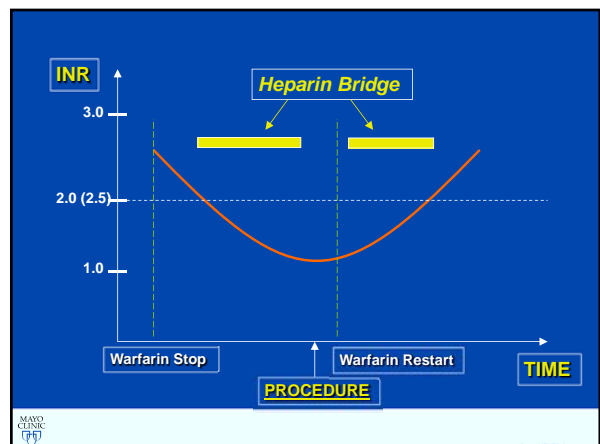 INR
Heparin Bridge
3.0
2.0 (2.5)
1.0
Warfarin Stop
Warfarin Restart
TIME
PROCEDURE
MAYO
CLINIC